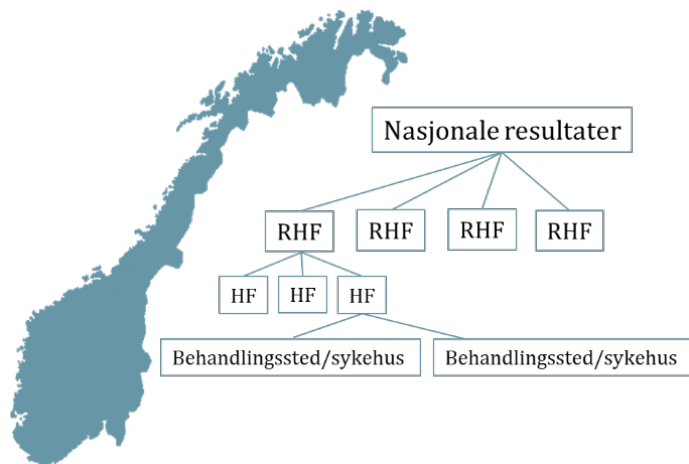 Nasjonale resultater
RHF
RHF
RHF
RHF
HF
HF
HF
Behandlingssted/sykehus
Behandlingssted/sykehus